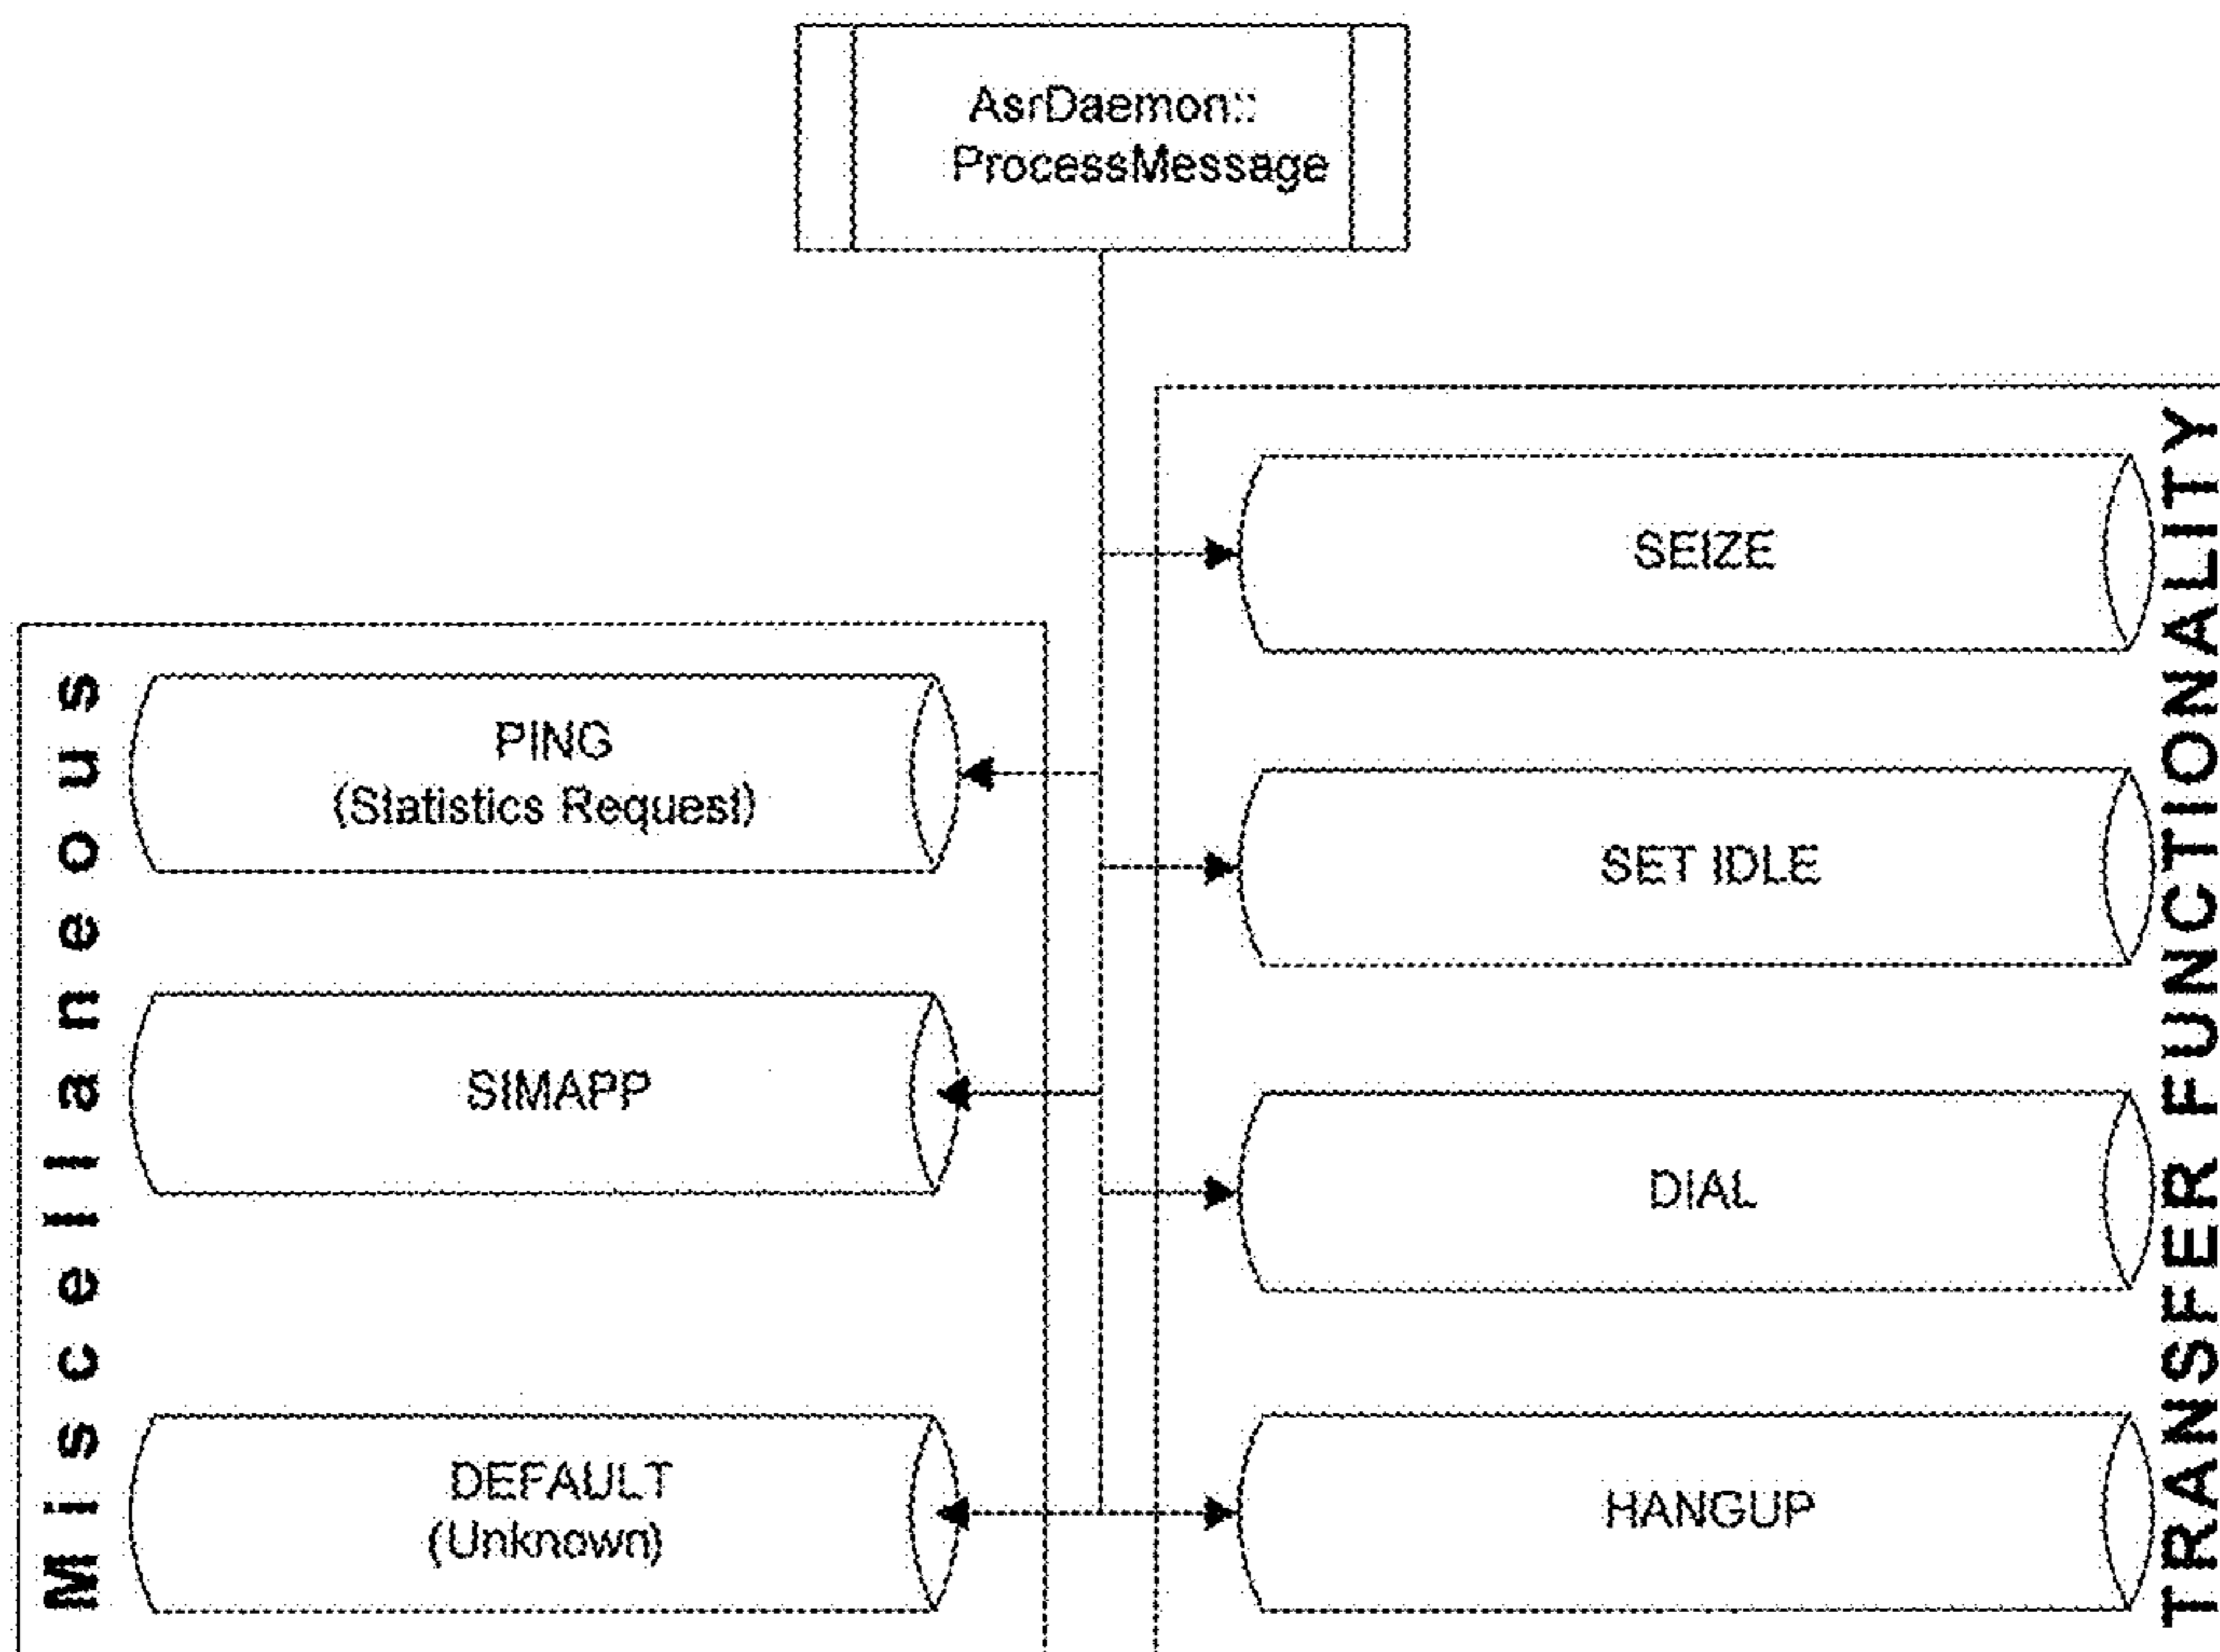 AsrDaemon::
ProcessMessage
SEIZE
PING
(Statistics Request)
SET IDLE
SIMAPP
DIAL
DEFAULT
(Unknown)
HANGUP
Miscellaneous
TRANSFER FUNCTIONALITY